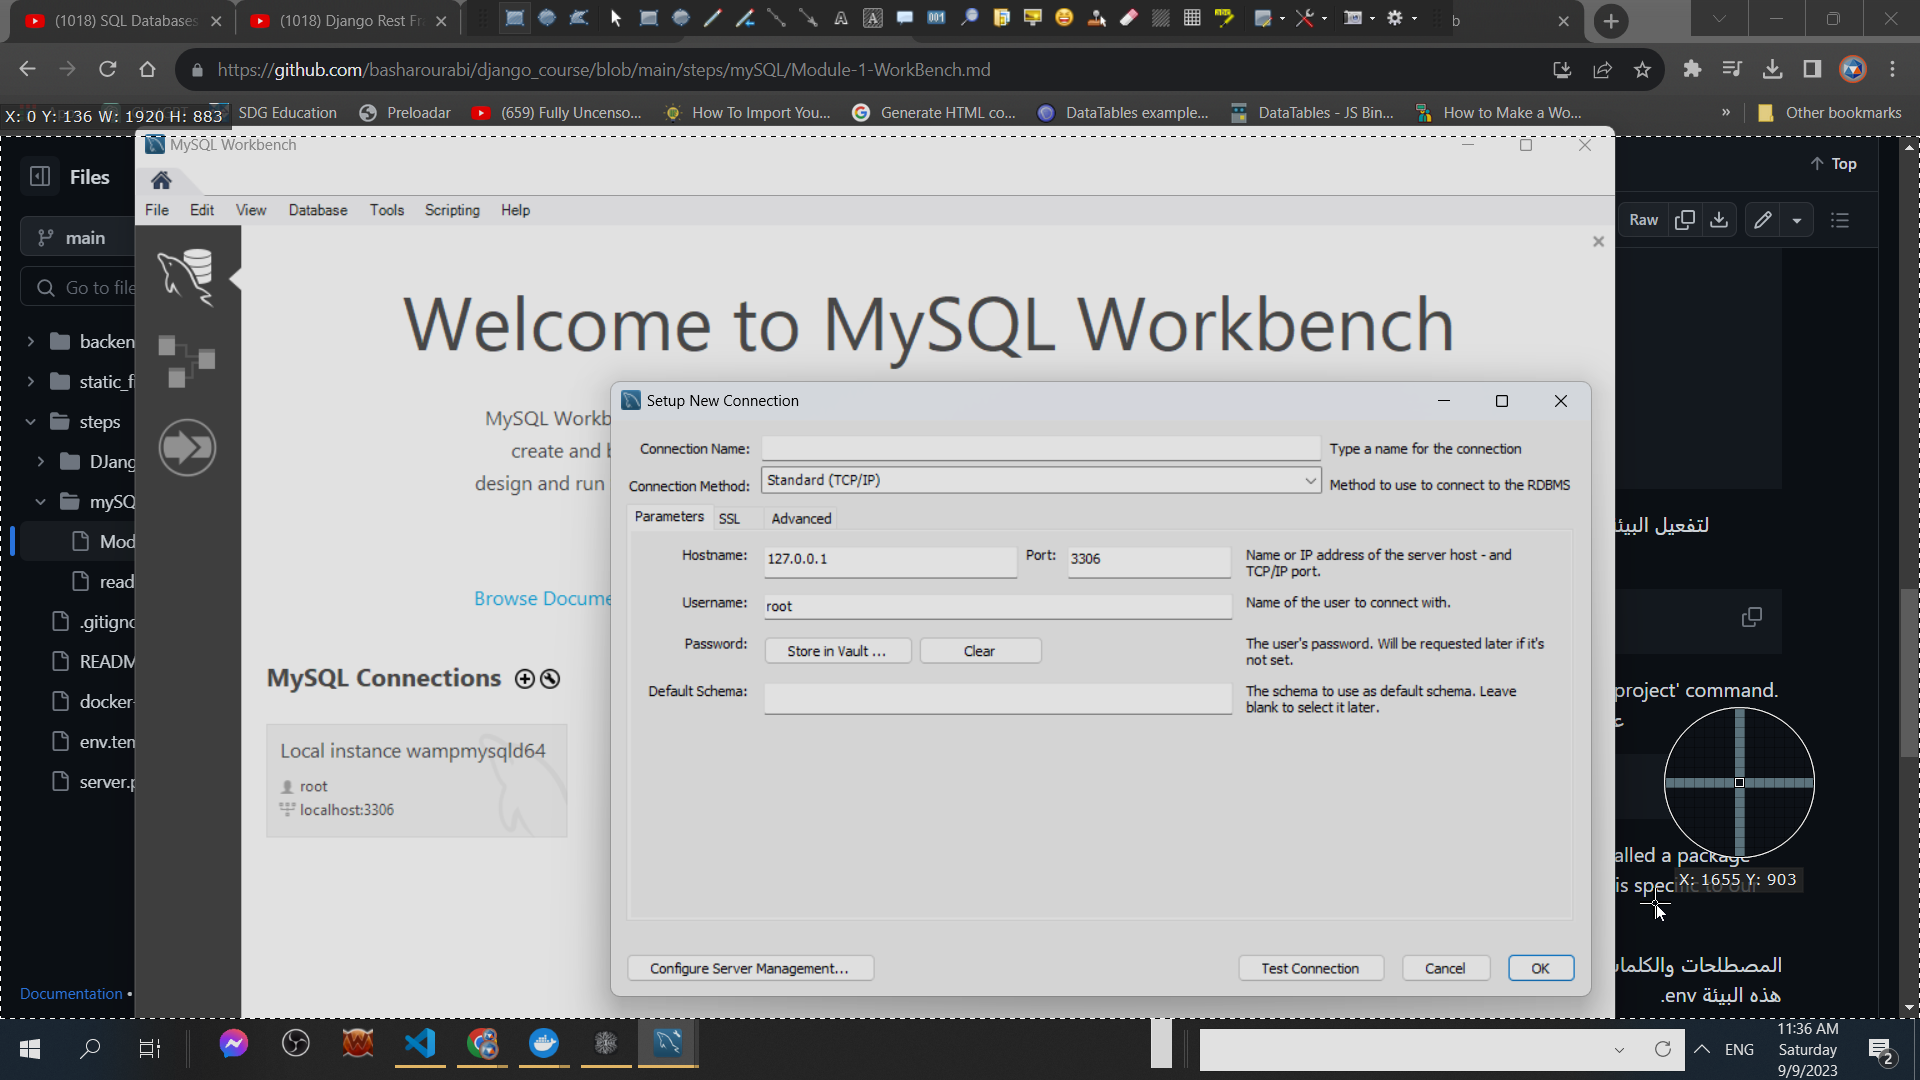 (1018) SQL Databases
(1018) Django Rest Fr
A
A
001
b
https://github.com/basharourabi/django_course/blob/main/steps/mySQL/Module-1-WorkBench.md
X: 0 Y: 136 W: 1920 H: 883
SDG Education
Preloadar
(659) Fully Uncenso...
How To Import You...
Generate HTML co...
DataTables example...
DataTables - JS Bin...
How to Make a Wo...
»
Other bookmarks
MySQL Workbench
File
Edit
View
Database
Tools
Scripting
Help
Files
main
Go to file
backen
static_f
steps
DJang
mySQ
Mod
read
.gitigno
READM
docker-
env.tem
server.p
Documentation •
Top
Raw
Welcome to MySQL Workbench
MySQL Workb
create and b
design and run
Browse Docume
MySQL Connections
Local instance wampmysqld64
root
localhost:3306
Setup New Connection
Connection Name:
Type a name for the connection
Connection Method:
Standard (TCP/IP)
Method to use to connect to the RDBMS
Parameters
SSL
Advanced
Hostname:
127.0.0.1
Port:
3306
Name or IP address of the server host - and
TCP/IP port.
Username:
root
Name of the user to connect with.
Password:
Store in Vault ...
Clear
The user's password. Will be requested later if it's
not set.
Default Schema:
The schema to use as default schema. Leave
blank to select it later.
Configure Server Management...
Test Connection
Cancel
OK
لتفعيل البيئ
project' command.
alled a package
is specific to our
X: 1655 Y: 903
المصطلحات والكلمات
هذه البيئة env.
ENG
11:36 AM
Saturday
9/9/2023
2